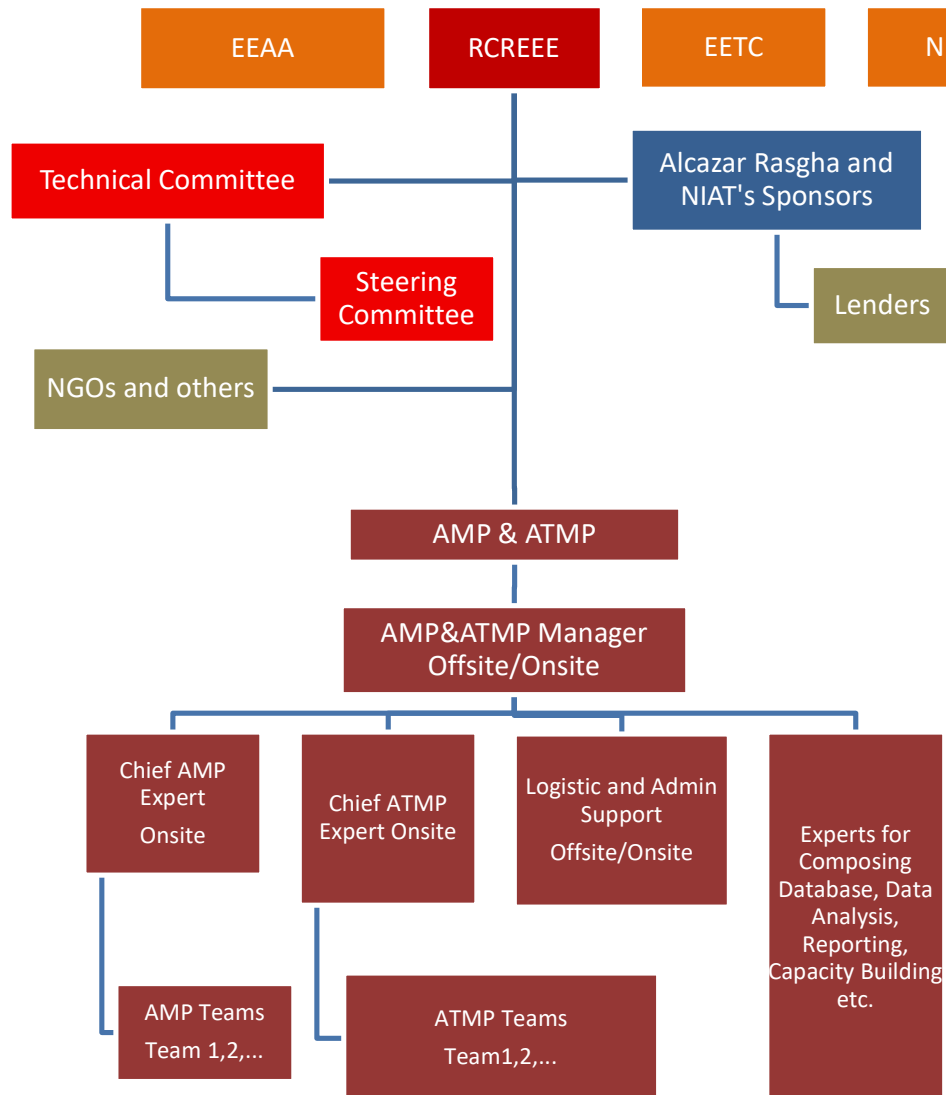 EEAA
RCREEE
EETC
N
Technical Committee
Alcazar Rasgha and
NIAT's Sponsors
Steering
Committee
Lenders
NGOs and others
AMP & ATMP
AMP&ATMP Manager
Offsite/Onsite
Chief AMP
Expert
Onsite
Chief ATMP
Expert Onsite
Logistic and Admin
Support
Offsite/Onsite
Experts for
Composing
Database, Data
Analysis,
Reporting,
Capacity Building
etc.
AMP Teams
Team 1,2,...
ATMP Teams
Team1,2,...